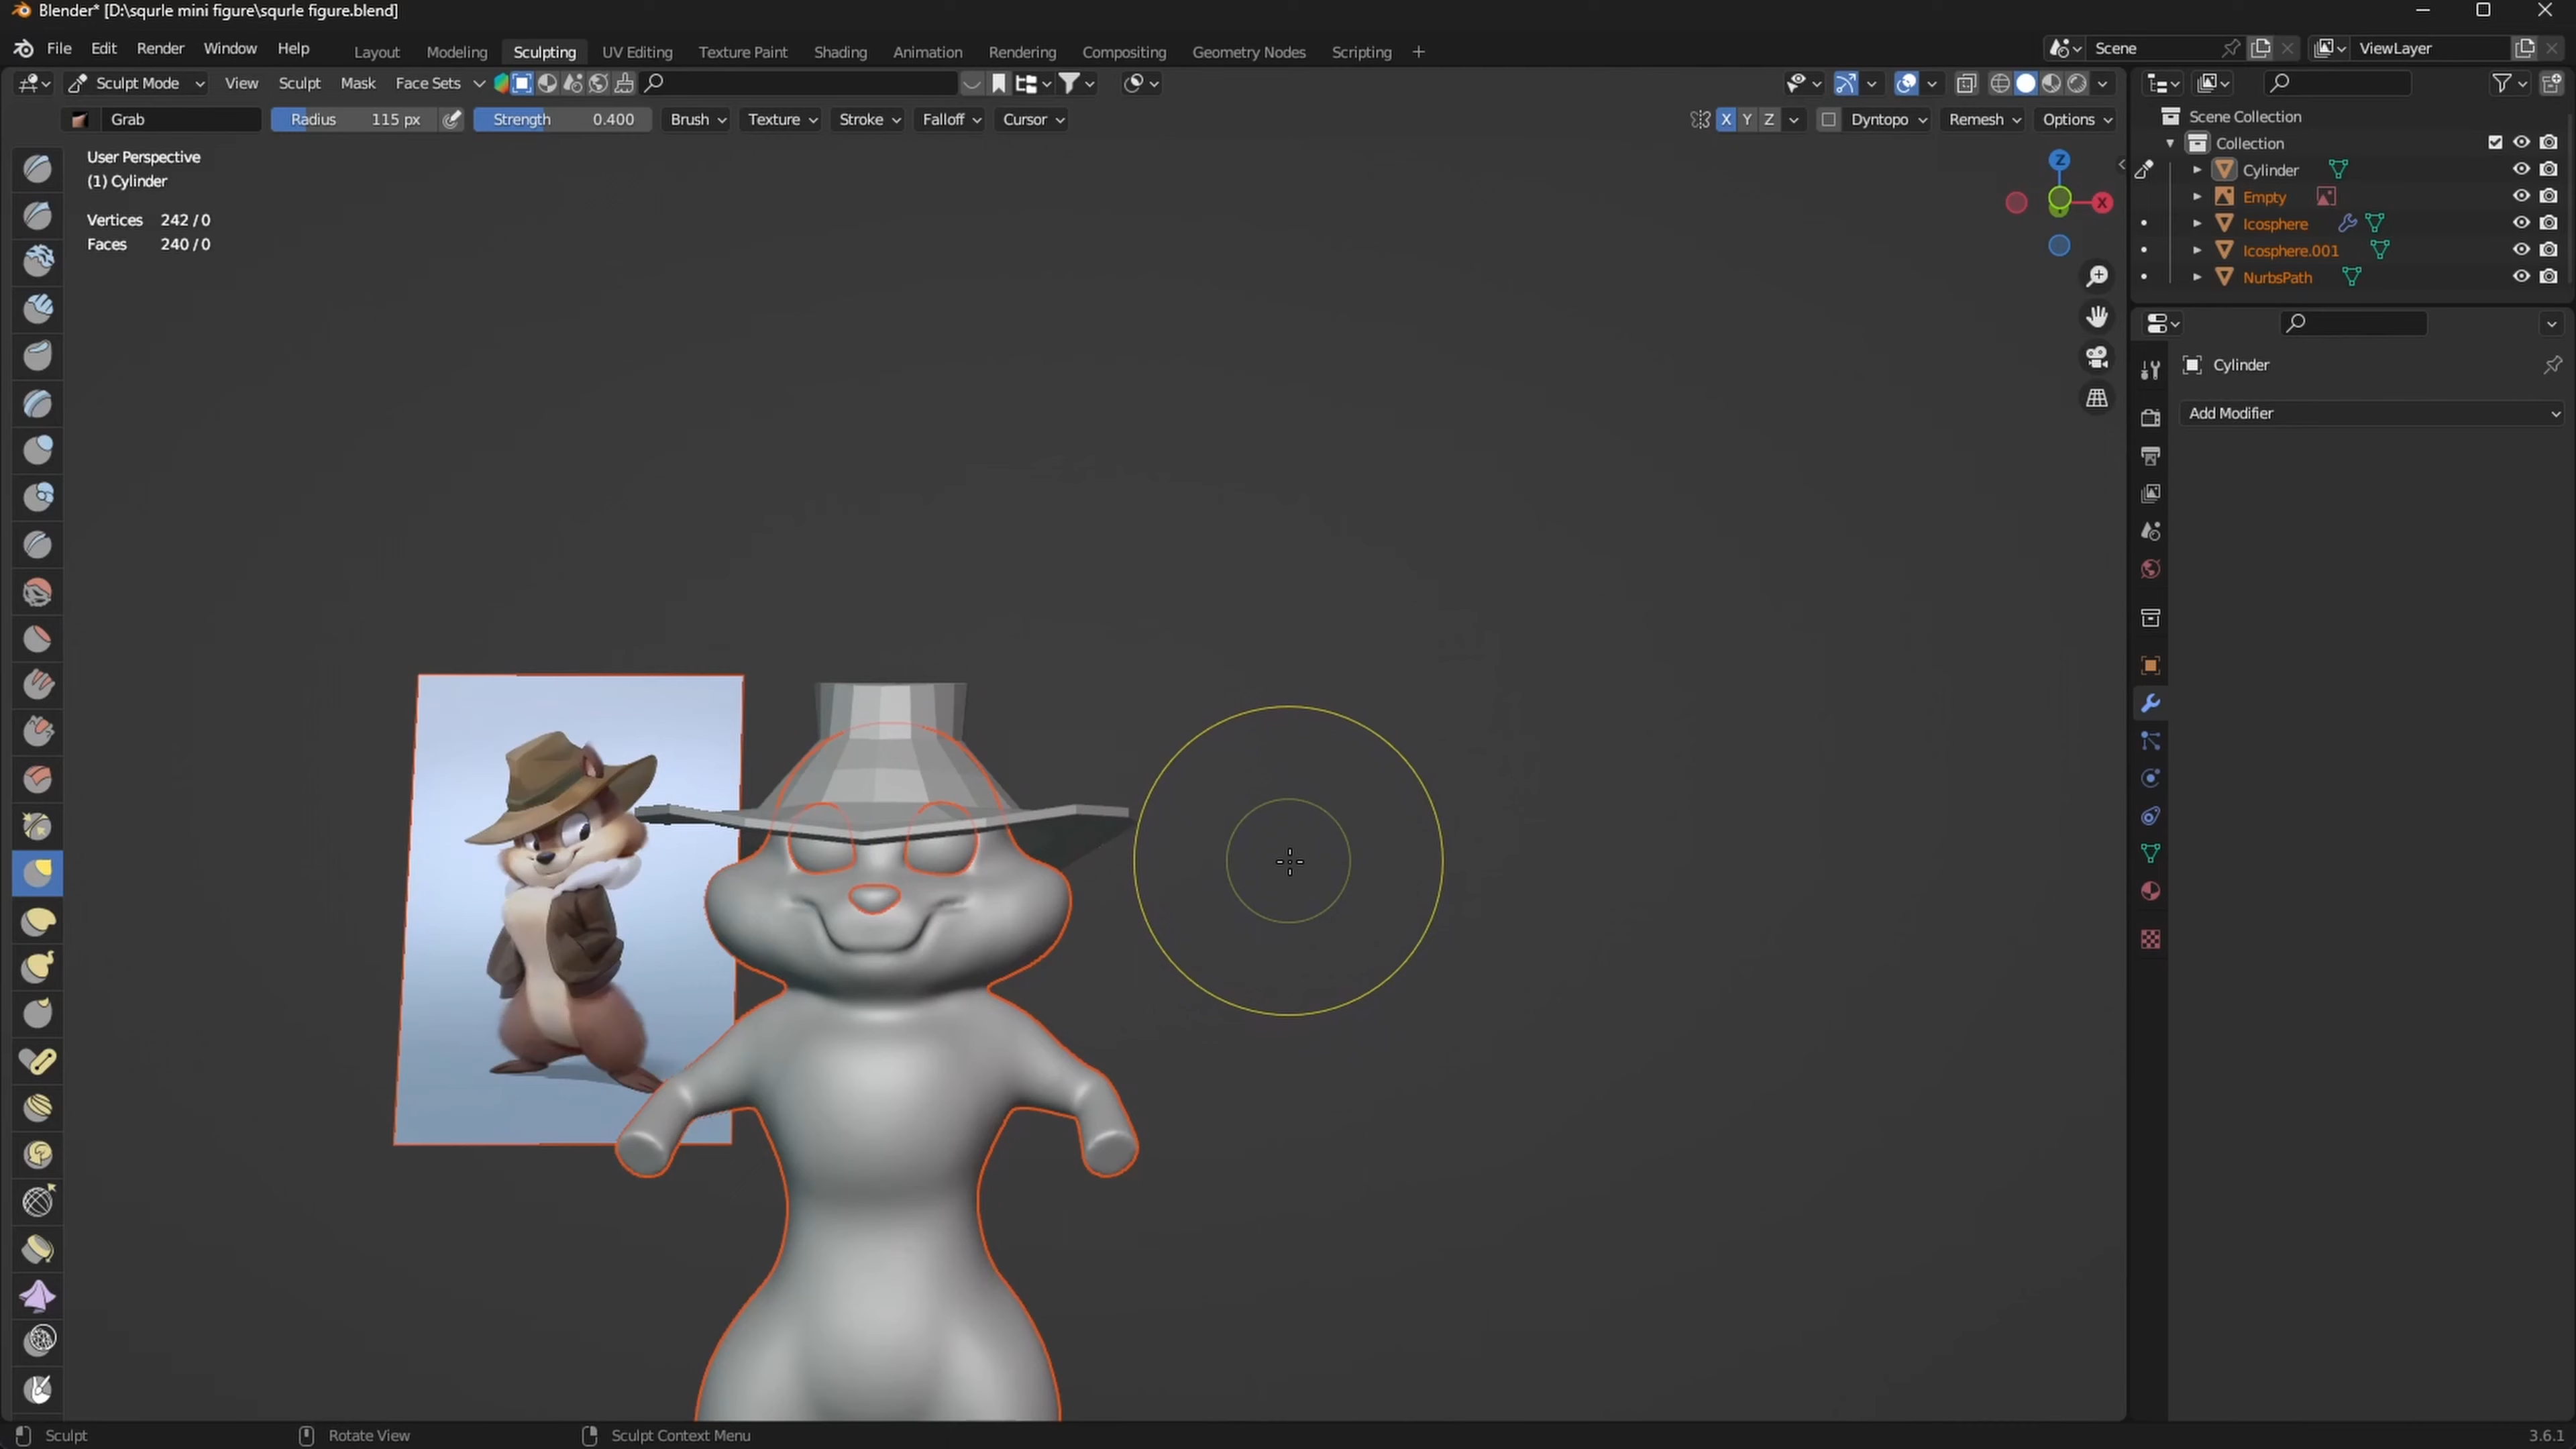 Blender* [D:\squrle mini figure\squrle figure.blend]
File Edit Render Window Help Layout Modeling Sculpting UV Editing Texture Paint Shading Animation Rendering Compositing Geometry Nodes Scripting + Scene ViewLayer
Sculpt Mode View Sculpt Mask Face Sets
Grab Radius 115 px Strength 0.400 Brush Texture Stroke Falloff Cursor X Y Z Dyntopo Remesh Options
Scene Collection
Collection
Cylinder
Empty
Icosphere
Icosphere.001
NurbsPath
User Perspective
(1) Cylinder
Vertices 242 / 0
Faces 240 / 0
Z
X
Cylinder
Add Modifier
Sculpt Rotate View Sculpt Context Menu 3.6.1